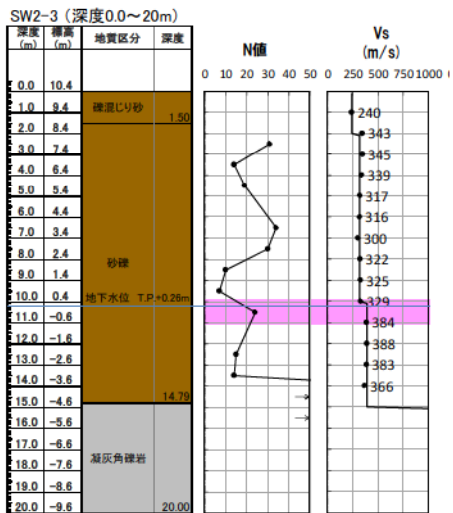 SW2-3 (深度0.0～20m)
深度 標高 地質区分 深度
(m) (m)
N値
Vs
(m/s)
0 10 20 30 40 50
0 250 500 750 1000
0.0 10.4
1.0 9.4 礫混じり砂 1.50 240
2.0 8.4 343
3.0 7.4 345
4.0 6.4 339
5.0 5.4 317
6.0 4.4 316
7.0 3.4 300
8.0 2.4 砂礫 322
9.0 1.4 325
10.0 0.4 地下水位 T.P.+0.26m 329
11.0 -0.6 384
12.0 -1.6 388
13.0 -2.6 383
14.0 -3.6 14.79 366
15.0 -4.6
16.0 -5.6
17.0 -6.6
18.0 -7.6 凝灰角礫岩
19.0 -8.6
20.0 -9.6 20.00